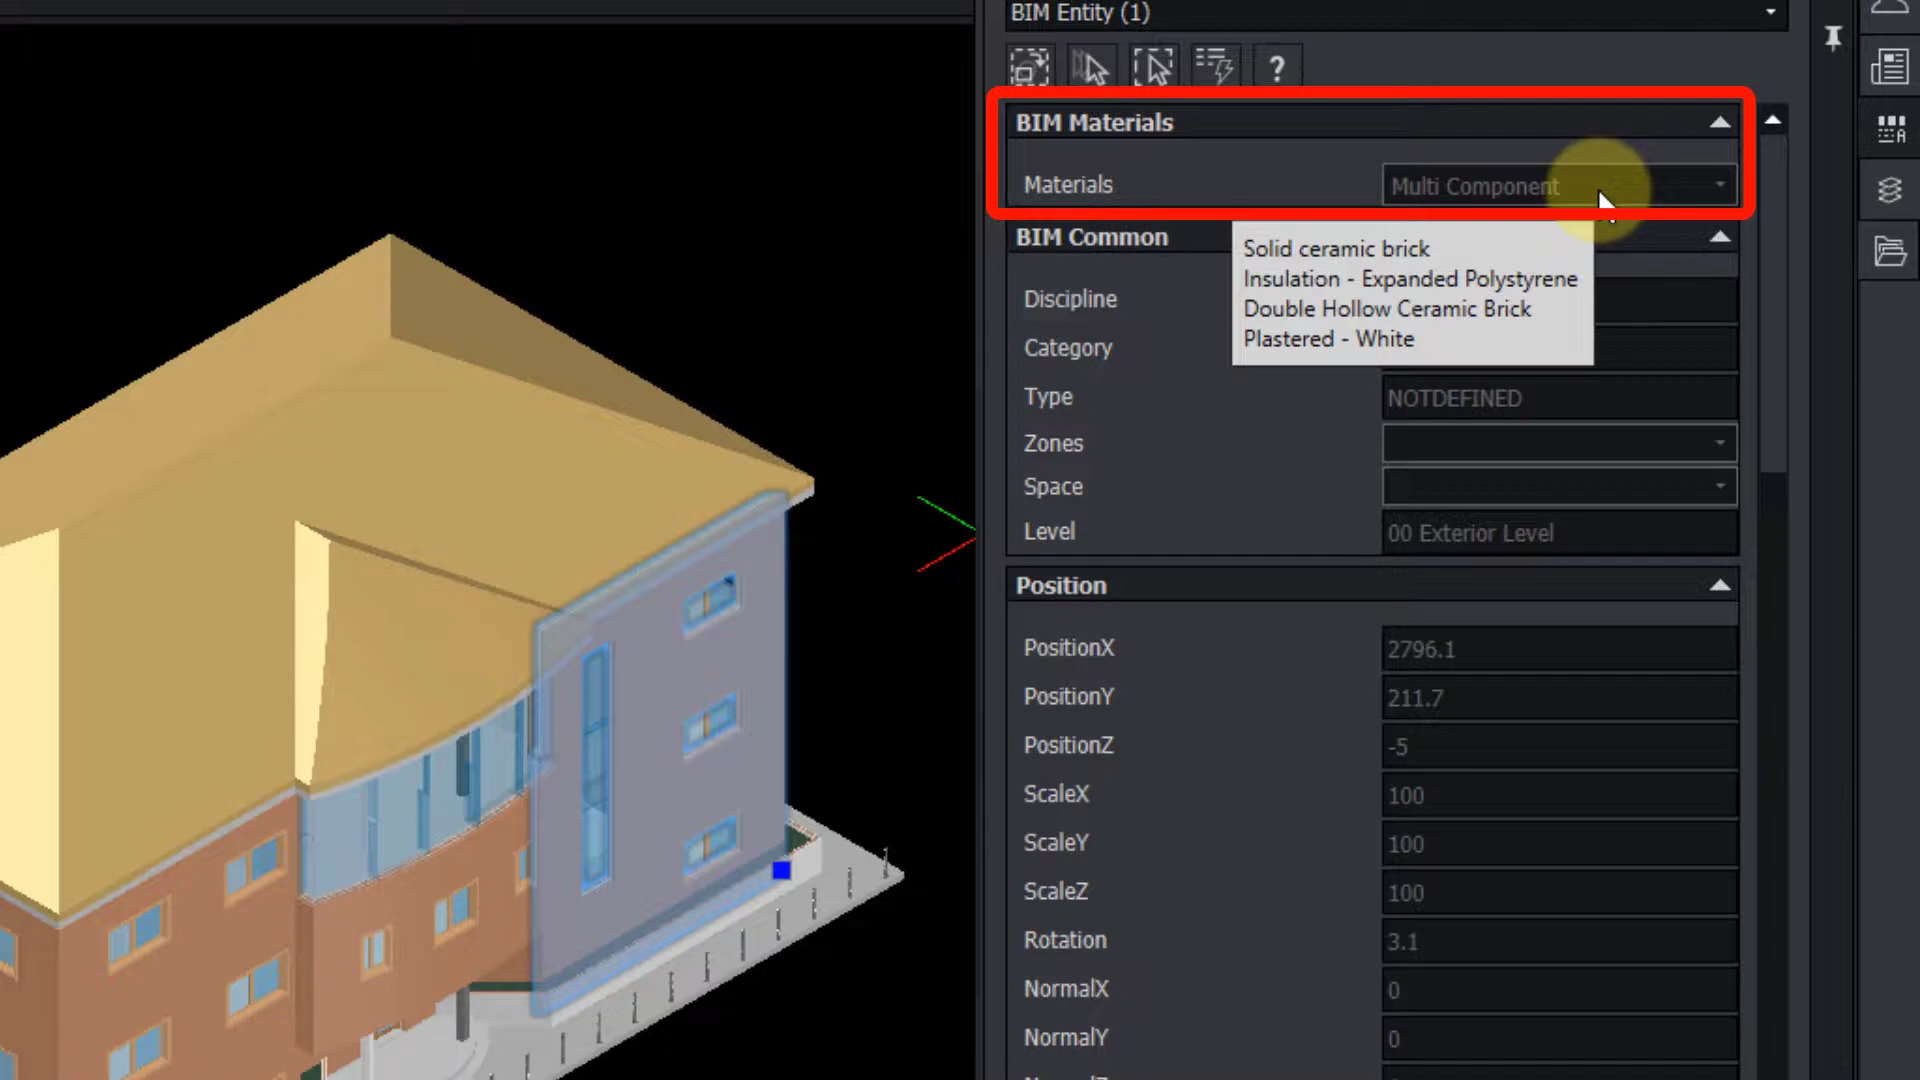 BIM Entity (1)
?
BIM Materials
Materials Multi Component
Solid ceramic brick
Insulation - Expanded Polystyrene
Double Hollow Ceramic Brick
Plastered - White
BIM Common
Discipline
Category
Type NOTDEFINED
Zones
Space
Level 00 Exterior Level
Position
PositionX 2796.1
PositionY 211.7
PositionZ -5
ScaleX 100
ScaleY 100
ScaleZ 100
Rotation 3.1
NormalX 0
NormalY 0